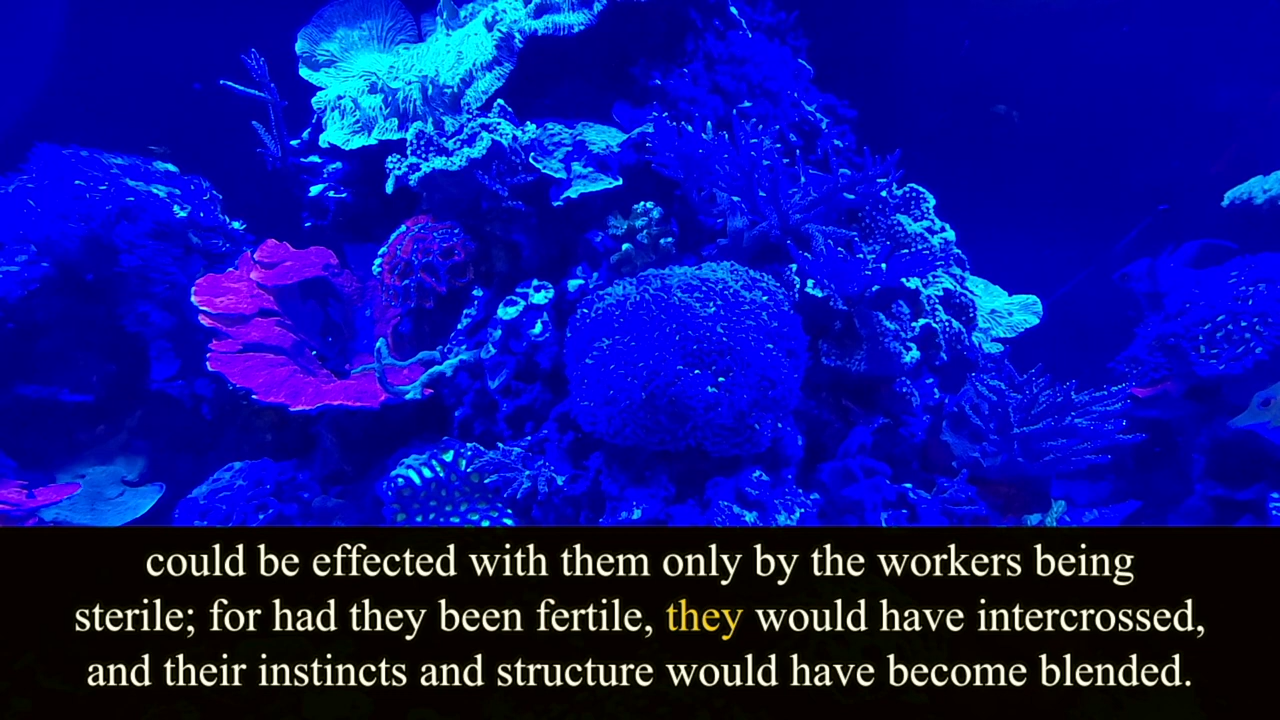 could be effected with them only by the workers being
sterile; for had they been fertile, they would have intercrossed,
and their instincts and structure would have become blended.